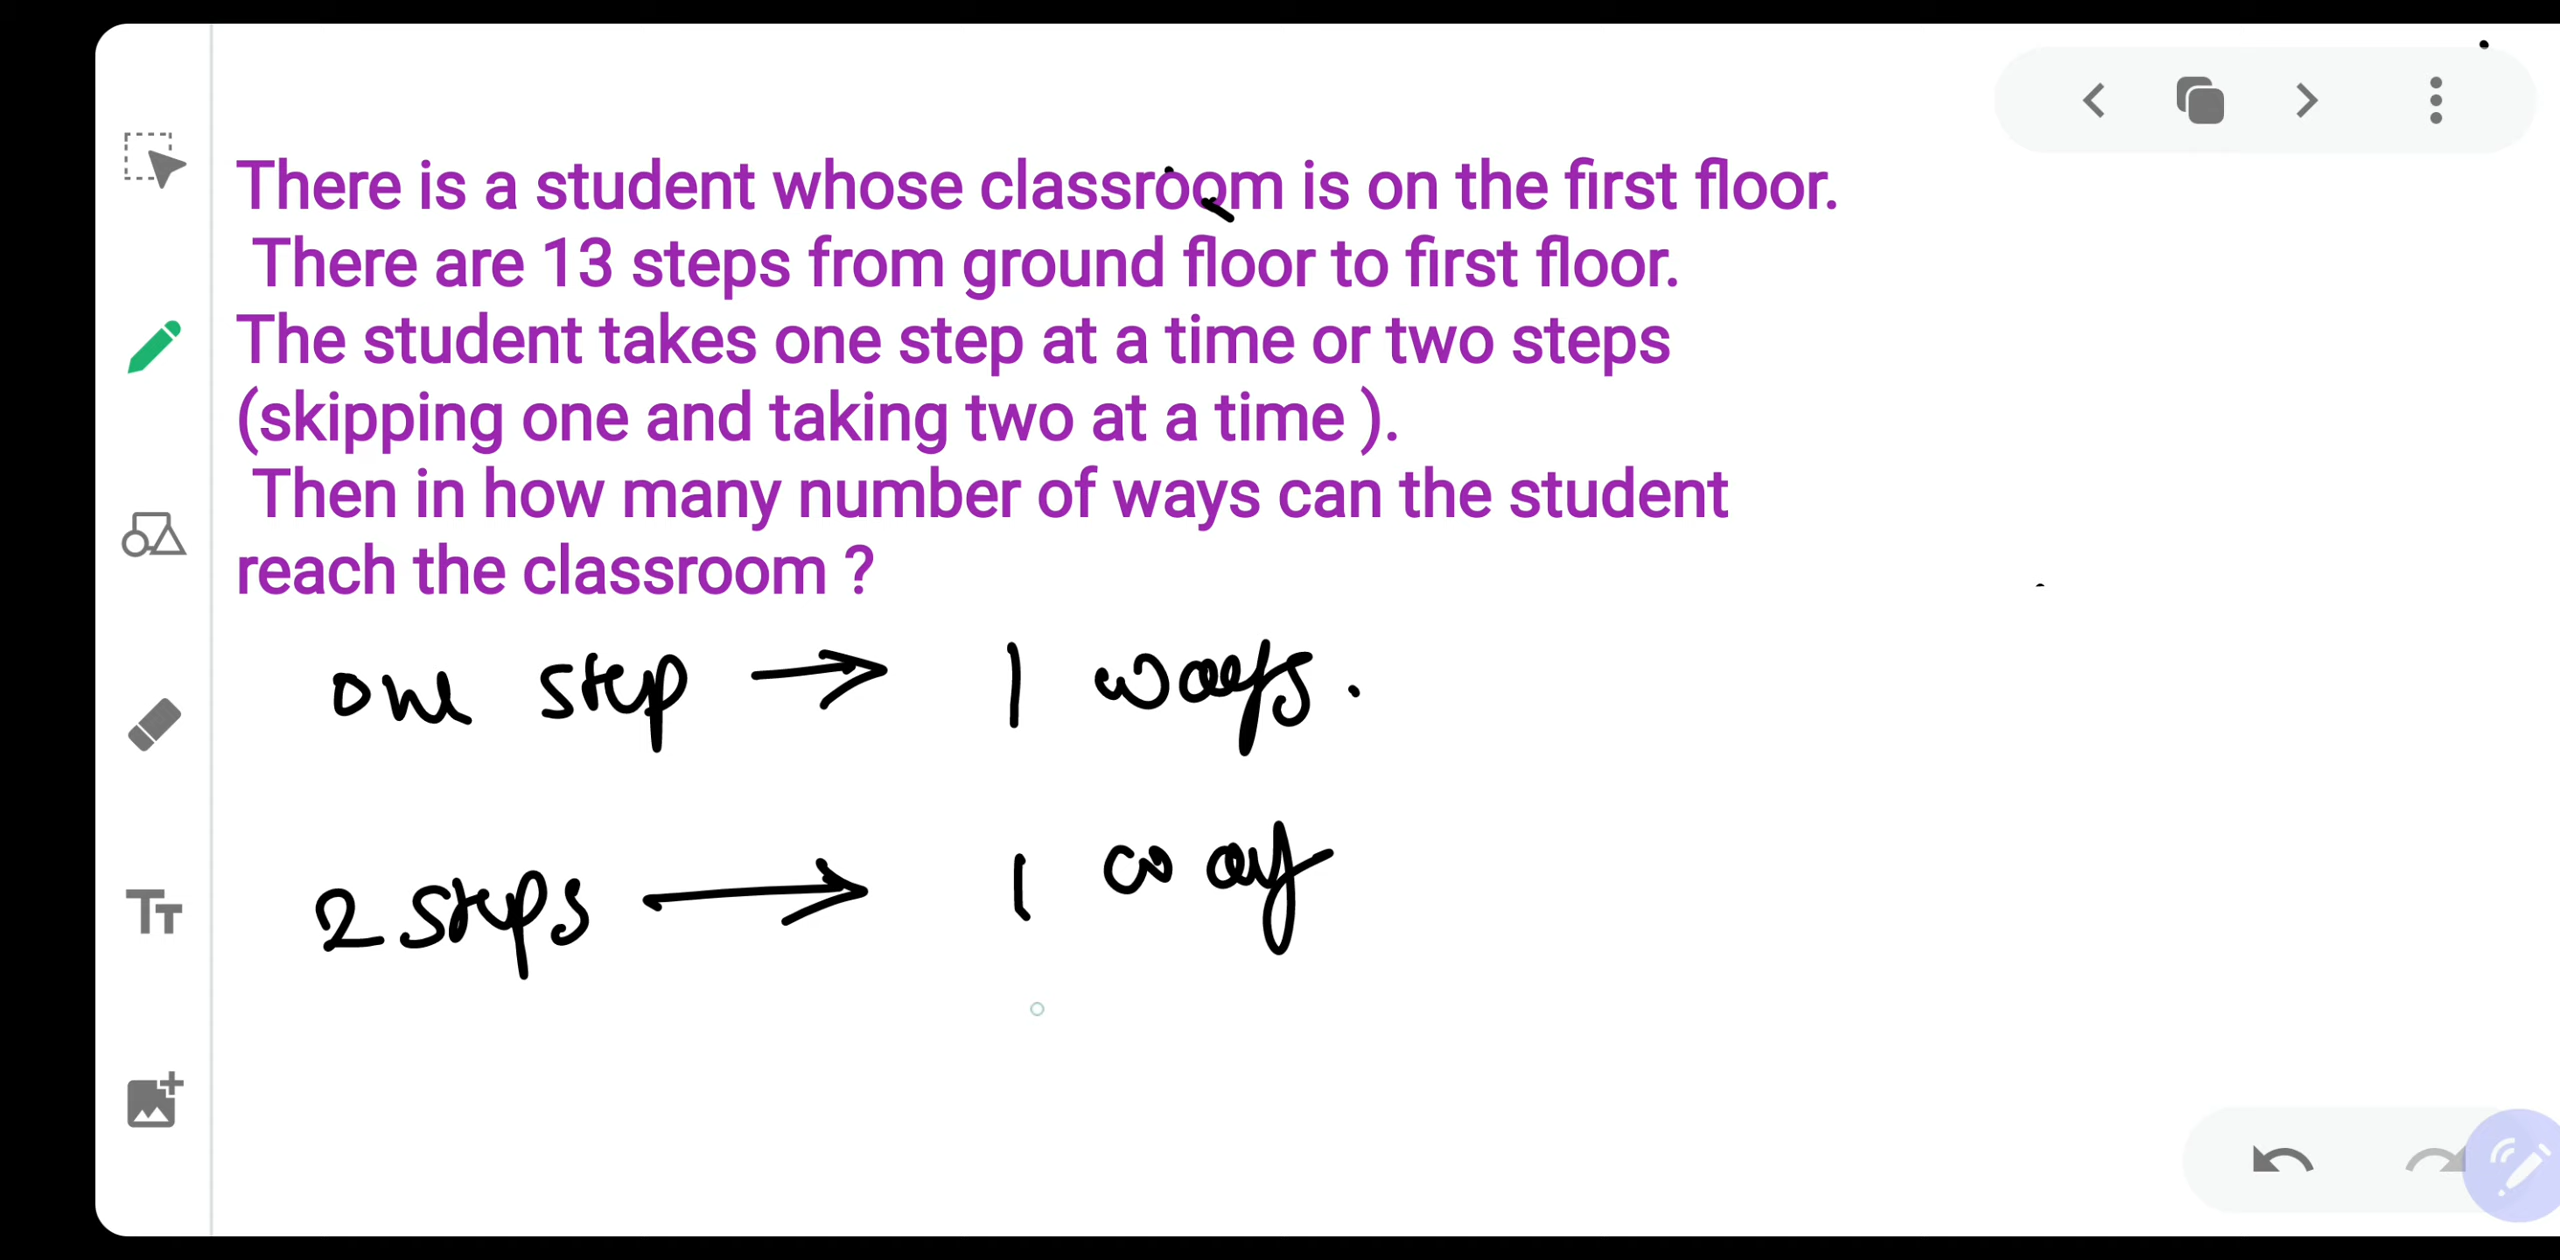 There is a student whose classroom is on the first floor.
There are 13 steps from ground floor to first floor.
The student takes one step at a time or two steps
(skipping one and taking two at a time ).
Then in how many number of ways can the student
reach the classroom ?
one step → 1 ways.
2 steps → 1 way
Tт